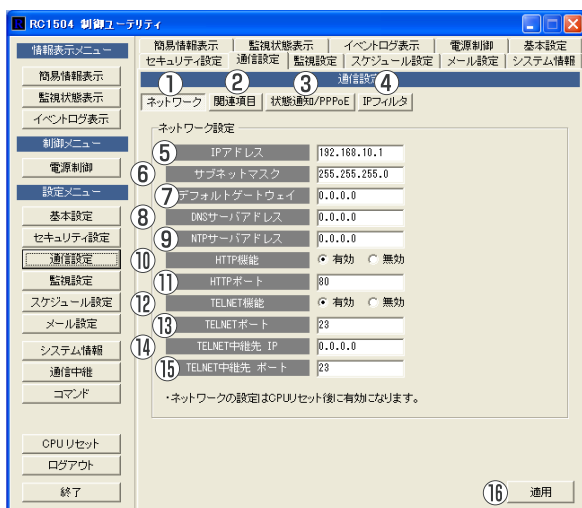 RC1504 制御ユーティリティ
情報表示メニュー
簡易情報表示
監視状態表示
イベントログ表示
制御メニュー
電源制御
設定メニュー
基本設定
セキュリティ設定
通信設定
監視設定
スケジュール設定
メール設定
システム情報
通信中継
コマンド
CPUリセット
ログアウト
終了
簡易情報表示 監視状態表示 イベントログ表示 電源制御 基本設定
セキュリティ設定 通信設定 監視設定 スケジュール設定 メール設定 システム情報
通信設定
① ② ③ ④
ネットワーク 関連項目 状態通知/PPPoE IPフィルタ
ネットワーク設定
⑤ IPアドレス 192.168.10.1
⑥ サブネットマスク 255.255.255.0
⑦ デフォルトゲートウェイ 0.0.0.0
⑧ DNSサーバアドレス 0.0.0.0
⑨ NTPサーバアドレス 0.0.0.0
⑩ HTTP機能 有効 無効
⑪ HTTPポート 80
⑫ TELNET機能 有効 無効
⑬ TELNETポート 23
⑭ TELNET中継先 IP 0.0.0.0
⑮ TELNET中継先 ポート 23
・ネットワークの設定はCPUリセット後に有効になります。
⑯ 適用